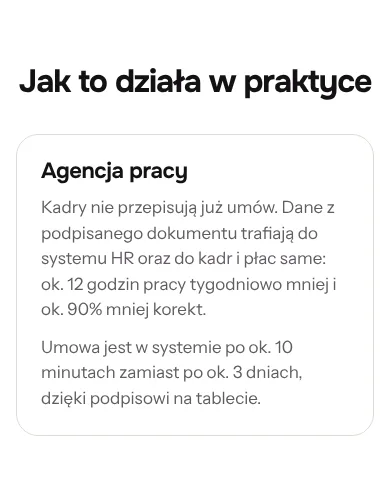 Jak to działa w praktyce
Agencja pracy
Kadry nie przepisują już umów. Dane z
podpisanego dokumentu trafiają do
systemu HR oraz do kadr i płac same:
ok. 12 godzin pracy tygodniowo mniej i
ok. 90% mniej korekt.
Umowa jest w systemie po ok. 10
minutach zamiast po ok. 3 dniach,
dzięki podpisowi na tablecie.